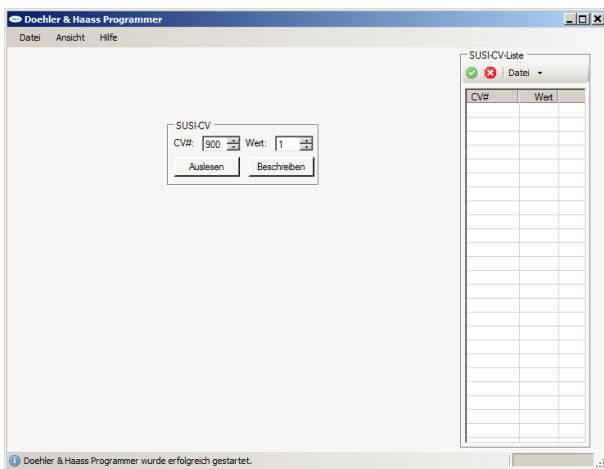 Doehler & Haass Programmer
Datei Ansicht Hilfe
SUSI-CV
CV#: 900 Wert: 1
Auslesen Beschreiben
SUSI-CV-Liste
Datei
CV# Wert
Doehler & Haass Programmer wurde erfolgreich gestartet.